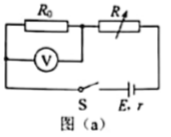 R₀ R
V
S E, r
图（a）